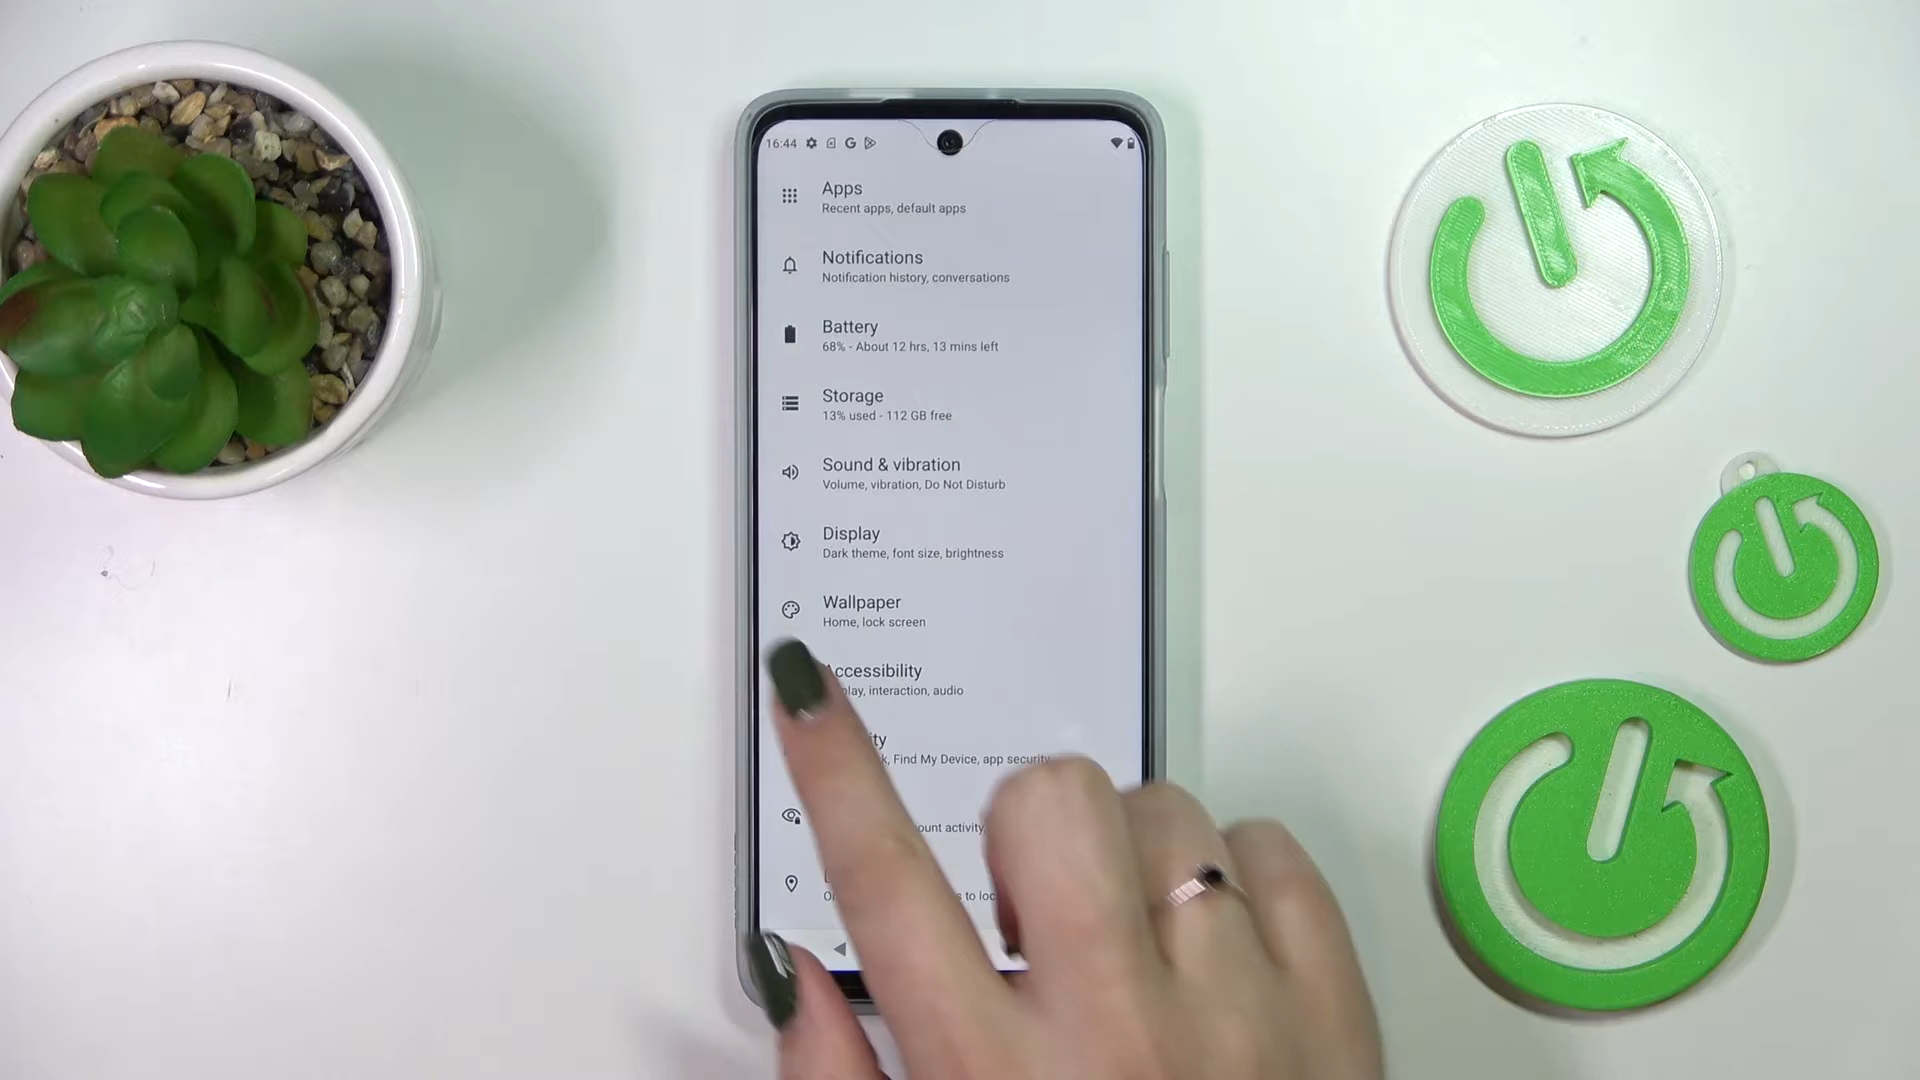 16:44
Apps
Recent apps, default apps
Notifications
Notification history, conversations
Battery
68% - About 12 hrs, 13 mins left
Storage
13% used - 112 GB free
Sound & vibration
Volume, vibration, Do Not Disturb
Display
Dark theme, font size, brightness
Wallpaper
Home, lock screen
Accessibility
play, interaction, audio
ity
k, Find My Device, app security
ount activity,
s to loc